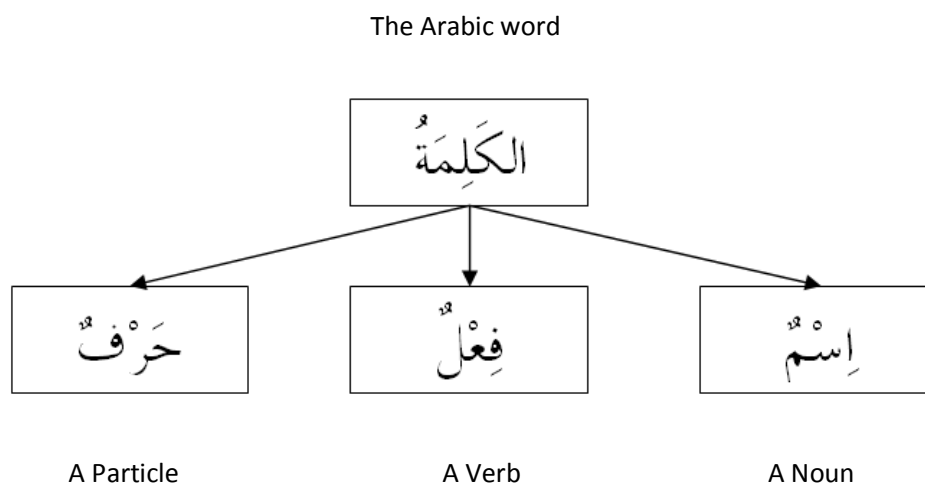 The Arabic word
الكَلِمَةُ
اِسْمٌ
فِعْلٌ
حَرْفٌ
A Particle
A Verb
A Noun